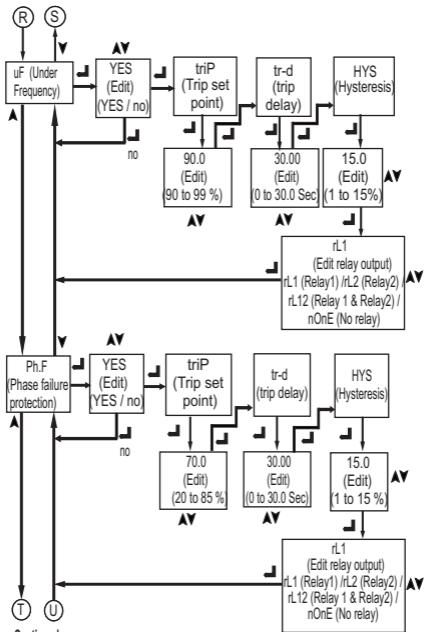 R
S
uF (Under
Frequency)
YES
(Edit)
(YES / no)
no
triP
(Trip set
point)
90.0
(Edit)
(90 to 99 %)
tr-d
(trip
delay)
30.00
(Edit)
(0 to 30.0 Sec)
HYS
(Hysteresis)
15.0
(Edit)
(1 to 15%)
rL1
(Edit relay output)
rL1 (Relay1) /rL2 (Relay2) /
rL12 (Relay 1 & Relay2) /
nOnE (No relay)
Ph.F
(Phase failure
protection)
YES
(Edit)
(YES / no)
no
triP
(Trip set
point)
70.0
(Edit)
(20 to 85 %)
tr-d
(trip delay)
30.00
(Edit)
(0 to 30.0 Sec)
HYS
(Hysteresis)
15.0
(Edit)
(1 to 15 %)
rL1
(Edit relay output)
rL1 (Relay1) /rL2 (Relay2) /
rL12 (Relay 1 & Relay2) /
nOnE (No relay)
T
U